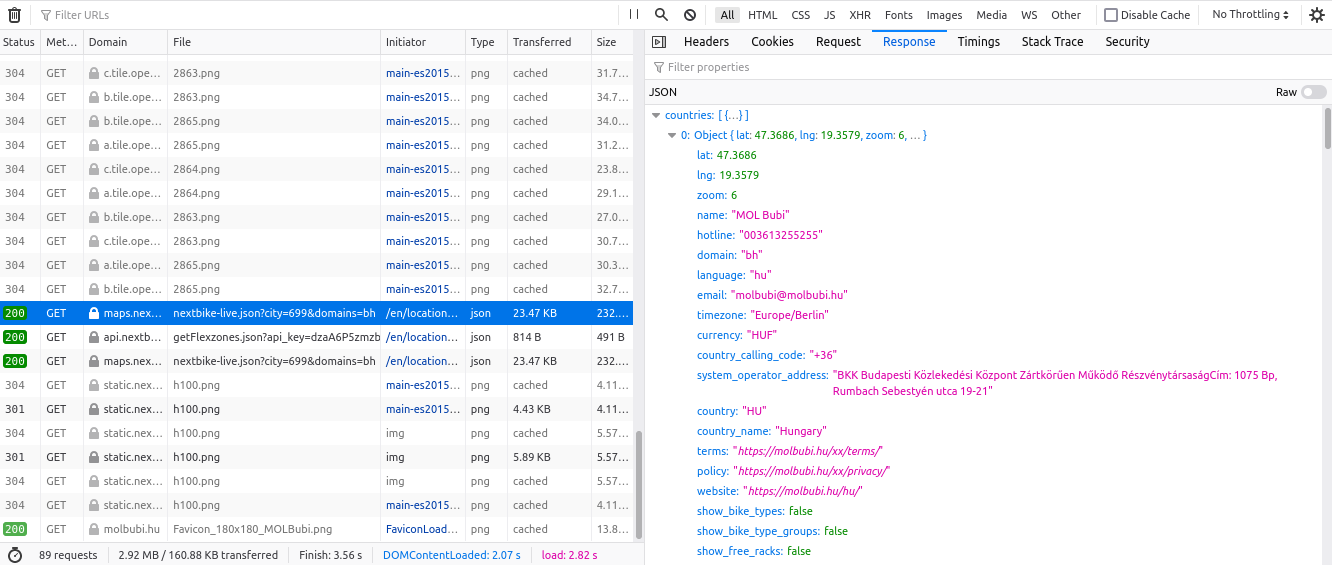 Filter URLs
All HTML CSS JS XHR Fonts Images Media WS Other Disable Cache No Throttling
Status Met… Domain File Initiator Type Transferred Size
304 GET c.tile.ope… 2863.png main-es2015… png cached 31.7…
304 GET b.tile.ope… 2863.png main-es2015… png cached 34.7…
304 GET b.tile.ope… 2865.png main-es2015… png cached 34.0…
304 GET a.tile.ope… 2865.png main-es2015… png cached 31.2…
304 GET c.tile.ope… 2864.png main-es2015… png cached 23.8…
304 GET a.tile.ope… 2864.png main-es2015… png cached 29.1…
304 GET b.tile.ope… 2863.png main-es2015… png cached 27.0…
304 GET c.tile.ope… 2863.png main-es2015… png cached 30.7…
304 GET a.tile.ope… 2865.png main-es2015… png cached 30.3…
304 GET b.tile.ope… 2865.png main-es2015… png cached 32.7…
200 GET maps.nex… nextbike-live.json?city=699&domains=bh /en/location… json 23.47 KB 232.…
200 GET api.nextb… getFlexzones.json?api_key=dzaA6P5zmzb /en/location… json 814 B 491 B
200 GET maps.nex… nextbike-live.json?city=699&domains=bh /en/location… json 23.47 KB 232.…
304 GET static.nex… h100.png main-es2015… png cached 4.11…
301 GET static.nex… h100.png main-es2015… png 4.43 KB 4.11…
304 GET static.nex… h100.png img png cached 5.57…
301 GET static.nex… h100.png img png 5.89 KB 5.57…
304 GET static.nex… h100.png img png cached 5.57…
304 GET static.nex… h100.png main-es2015… png cached 4.11…
200 GET molbubi.hu Favicon_180x180_MOLBubi.png FaviconLoad… png cached 13.8…
89 requests 2.92 MB / 160.88 KB transferred Finish: 3.56 s DOMContentLoaded: 2.07 s load: 2.82 s
Headers Cookies Request Response Timings Stack Trace Security
Filter properties
JSON Raw
countries: [ {…} ]
0: Object { lat: 47.3686, lng: 19.3579, zoom: 6, … }
lat: 47.3686
lng: 19.3579
zoom: 6
name: "MOL Bubi"
hotline: "003613255255"
domain: "bh"
language: "hu"
email: "molbubi@molbubi.hu"
timezone: "Europe/Berlin"
currency: "HUF"
country_calling_code: "+36"
system_operator_address: "BKK Budapesti Közlekedési Központ Zártkörűen Működő RészvénytársaságCím: 1075 Bp,
Rumbach Sebestyén utca 19-21"
country: "HU"
country_name: "Hungary"
terms: "https://molbubi.hu/xx/terms/"
policy: "https://molbubi.hu/xx/privacy/"
website: "https://molbubi.hu/hu/"
show_bike_types: false
show_bike_type_groups: false
show_free_racks: false